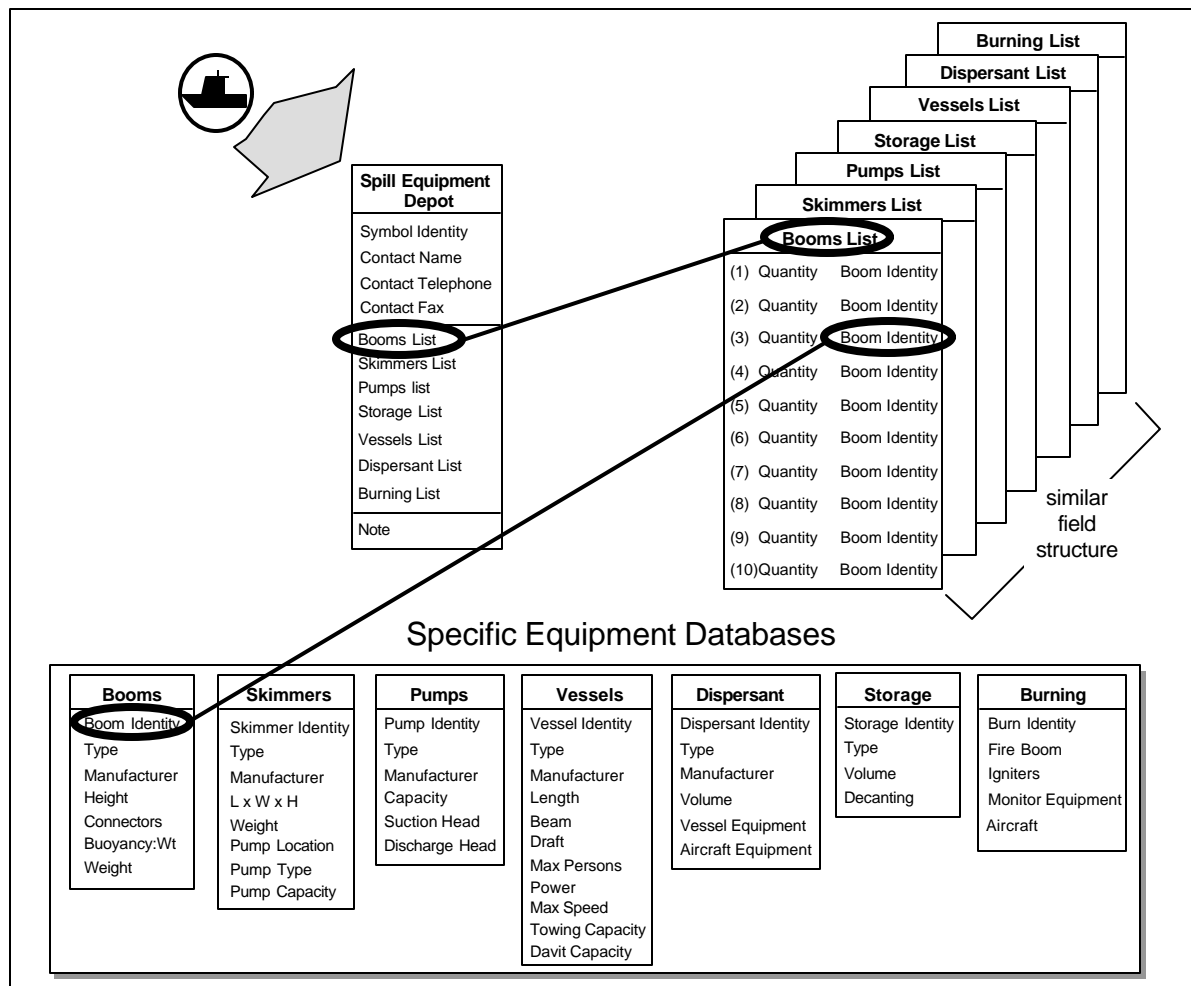 Burning List
Dispersant List
Vessels List
Storage List
Pumps List
Skimmers List
Booms List
(1) Quantity Boom Identity
(2) Quantity Boom Identity
(3) Quantity Boom Identity
(4) Quantity Boom Identity
(5) Quantity Boom Identity
(6) Quantity Boom Identity
(7) Quantity Boom Identity
(8) Quantity Boom Identity
(9) Quantity Boom Identity
(10)Quantity Boom Identity
similar
field
structure
Spill Equipment
Depot
Symbol Identity
Contact Name
Contact Telephone
Contact Fax
Booms List
Skimmers List
Pumps list
Storage List
Vessels List
Dispersant List
Burning List
Note
Specific Equipment Databases
Booms
Boom Identity
Type
Manufacturer
Height
Connectors
Buoyancy:Wt
Weight
Skimmers
Skimmer Identity
Type
Manufacturer
L x W x H
Weight
Pump Location
Pump Type
Pump Capacity
Pumps
Pump Identity
Type
Manufacturer
Capacity
Suction Head
Discharge Head
Vessels
Vessel Identity
Type
Manufacturer
Length
Beam
Draft
Max Persons
Power
Max Speed
Towing Capacity
Davit Capacity
Dispersant
Dispersant Identity
Type
Manufacturer
Volume
Vessel Equipment
Aircraft Equipment
Storage
Storage Identity
Type
Volume
Decanting
Burning
Burn Identity
Fire Boom
Igniters
Monitor Equipment
Aircraft